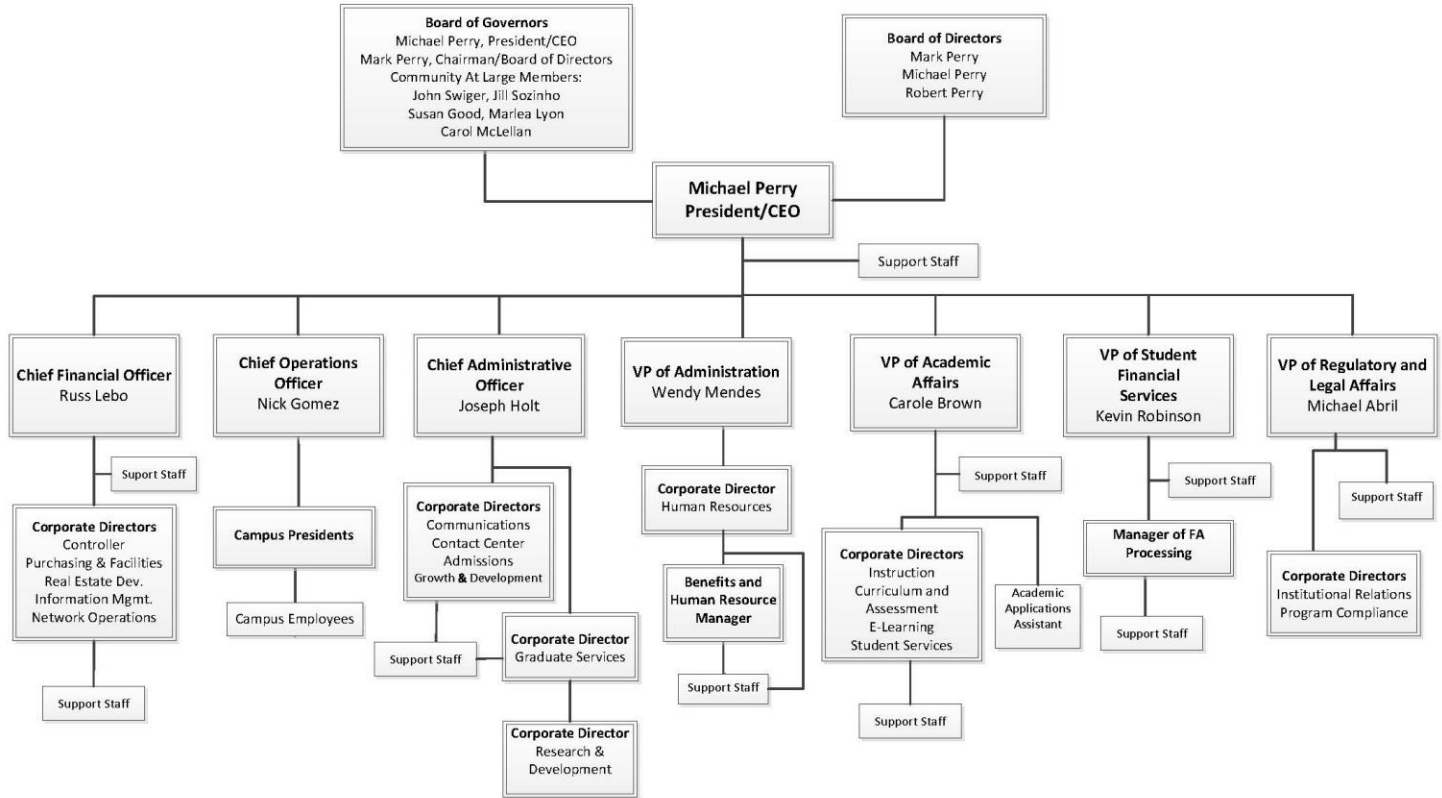 Board of Governors
Michael Perry, President/CEO
Mark Perry, Chairman/Board of Directors
Community At Large Members:
John Swiger, Jill Sozinho
Susan Good, Marlea Lyon
Carol McLellan
Board of Directors
Mark Perry
Michael Perry
Robert Perry
Michael Perry
President/CEO
Support Staff
Chief Financial Officer
Russ Lebo
Chief Operations
Officer
Nick Gomez
Chief Administrative
Officer
Joseph Holt
VP of Administration
Wendy Mendes
VP of Academic
Affairs
Carole Brown
VP of Student
Financial
Services
Kevin Robinson
VP of Regulatory and
Legal Affairs
Michael Abril
Suport Staff
Corporate Directors
Controller
Purchasing & Facilities
Real Estate Dev.
Information Mgmt.
Network Operations
Support Staff
Campus Presidents
Campus Employees
Corporate Directors
Communications
Contact Center
Admissions
Growth & Development
Support Staff
Corporate Director
Graduate Services
Corporate Director
Research &
Development
Corporate Director
Human Resources
Benefits and
Human Resource
Manager
Support Staff
Support Staff
Corporate Directors
Instruction
Curriculum and
Assessment
E-Learning
Student Services
Academic
Applications
Assistant
Support Staff
Support Staff
Manager of FA
Processing
Support Staff
Support Staff
Corporate Directors
Institutional Relations
Program Compliance